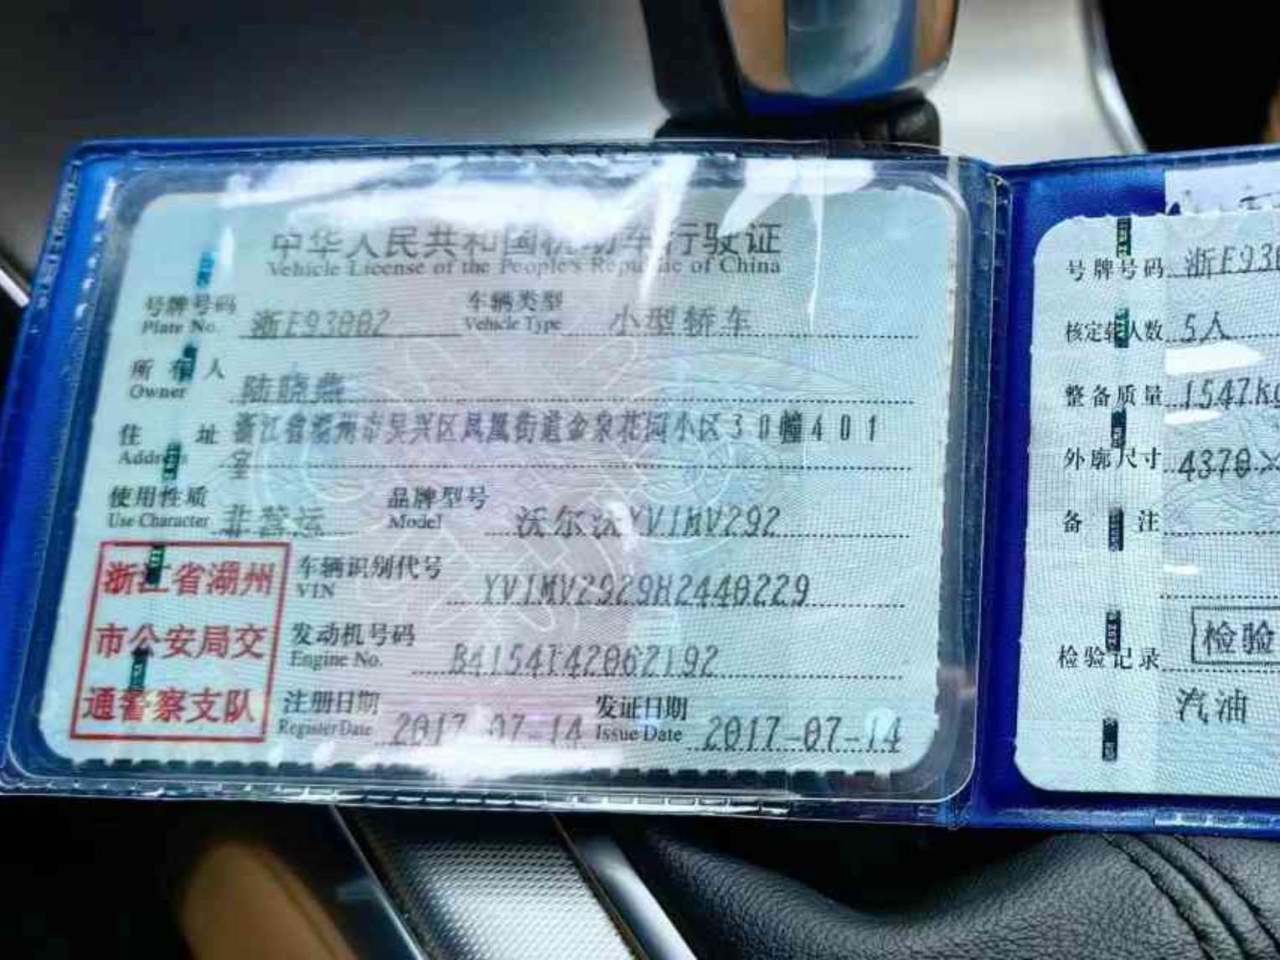 中华人民共和国机动车行驶证
Vehicle License of the People's Republic of China
号牌号码 浙E93002 车辆类型 小型轿车
Plate No. Vehicle Type
所有人 陆晓燕
Owner
住址 浙江省湖州市吴兴区凤凰街道金泉花园小区30幢401
Address 室
使用性质 非营运 品牌型号 沃尔沃YV1MV292
Use Character Model
浙江省湖州
市公安局交
通警察支队
车辆识别代号 YV1MV2929H2440229
VIN
发动机号码 B4154T42062192
Engine No.
注册日期 2017-07-14 发证日期 2017-07-14
Register Date Issue Date
号牌号码 浙E930
核定载人数 5人
整备质量 1547kg
外廓尺寸 4370×
备注
检验记录 检验
汽油